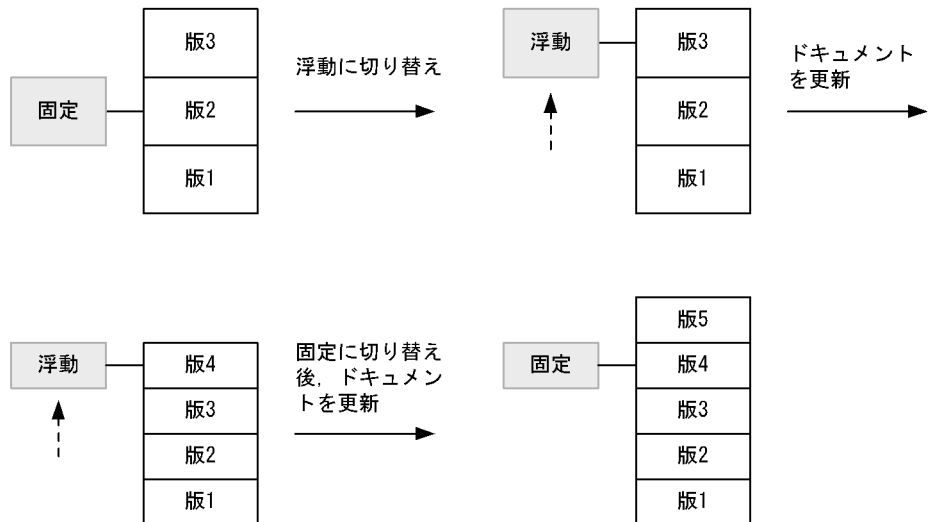 版3
固定
版2
版1
浮動に切り替え
浮動
版3
版2
版1
ドキュメント
を更新
浮動
版4
版3
版2
版1
固定に切り替え
後，ドキュメン
トを更新
版5
固定
版4
版3
版2
版1